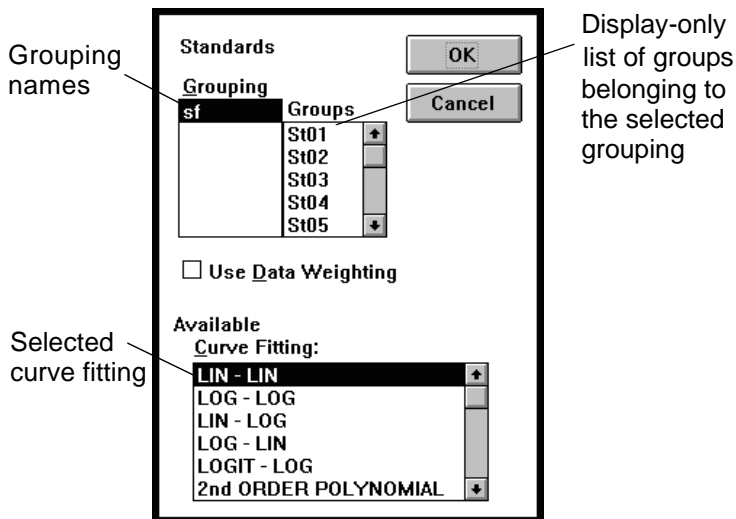 Grouping
names
Standards
Grouping
sf
Groups
St01
St02
St03
St04
St05
OK
Cancel
Display-only
list of groups
belonging to
the selected
grouping
Use Data Weighting
Available
Curve Fitting:
Selected
curve fitting
LIN - LIN
LOG - LOG
LIN - LOG
LOG - LIN
LOGIT - LOG
2nd ORDER POLYNOMIAL